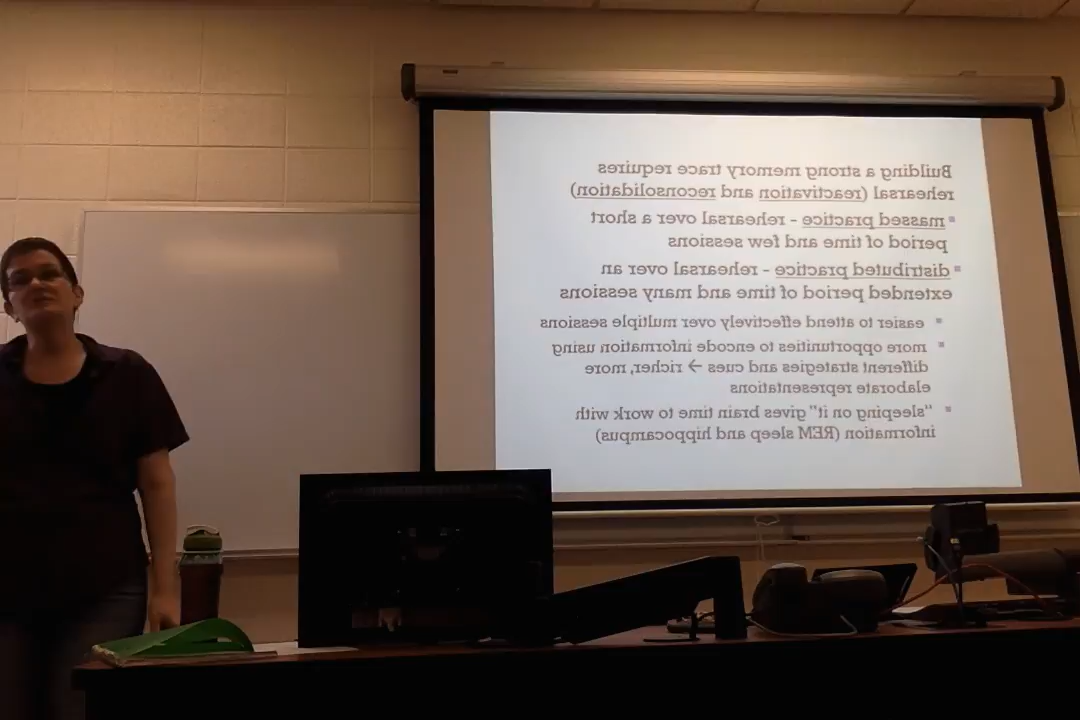 Building a strong memory trace requires
rehearsal (reactivation and reconsolidation)
▪ massed practice - rehearsal over a short
period of time and few sessions
▪ distributed practice - rehearsal over an
extended period of time and many sessions
▪ easier to attend effectively over multiple sessions
▪ more opportunities to encode information using
different strategies and cues → richer, more
elaborate representations
▪ "sleeping on it" gives brain time to work with
information (REM sleep and hippocampus)